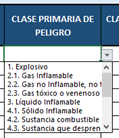 CLASE PRIMARIA DE
PELIGRO
CLA
1. Explosivo
2.1. Gas Inflamable
2.2. Gas no Inflamable, no
2.3. Gas tóxico o venenoso
3. Líquido Inflamable
4.1. Sólido Inflamable
4.2. Sustancia combustible
4.3. Sustancia que despren